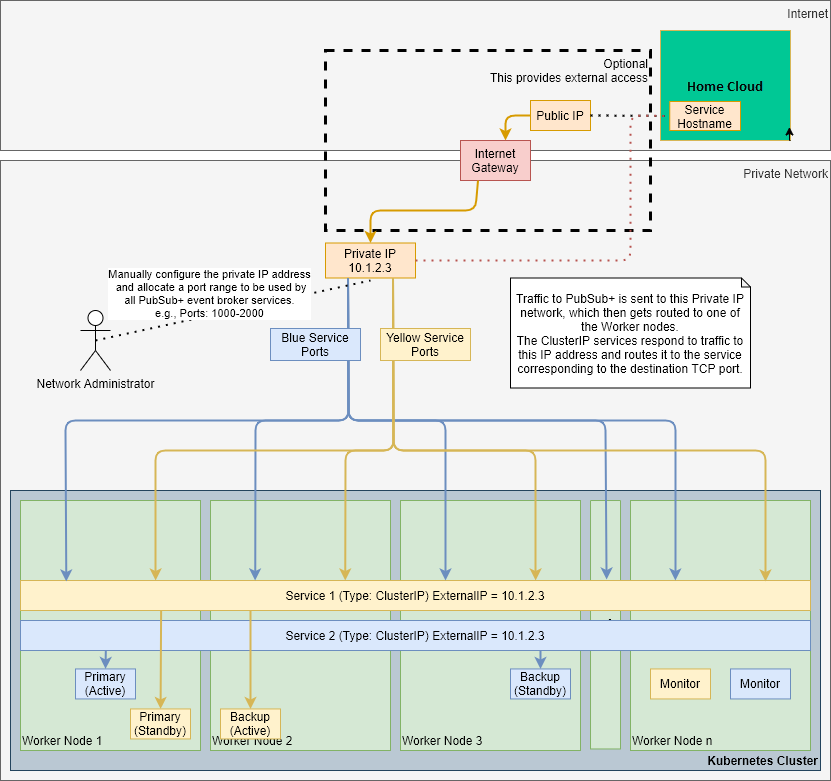 Internet
Optional
This provides external access
Home Cloud
Service
Hostname
Public IP
Internet
Gateway
Private Network
Private IP
10.1.2.3
Manually configure the private IP address
and allocate a port range to be used by
all PubSub+ event broker services.
e.g., Ports: 1000-2000
Traffic to PubSub+ is sent to this Private IP
network, which then gets routed to one of
the Worker nodes.
The ClusterIP services respond to traffic to
this IP address and routes it to the service
corresponding to the destination TCP port.
Blue Service
Ports
Yellow Service
Ports
Network Administrator
Service 1 (Type: ClusterIP) ExternalIP = 10.1.2.3
Service 2 (Type: ClusterIP) ExternalIP = 10.1.2.3
Primary
(Active)
Backup
(Standby)
Monitor
Monitor
Primary
(Standby)
Backup
(Active)
Worker Node 1
Worker Node 2
Worker Node 3
Worker Node n
Kubernetes Cluster